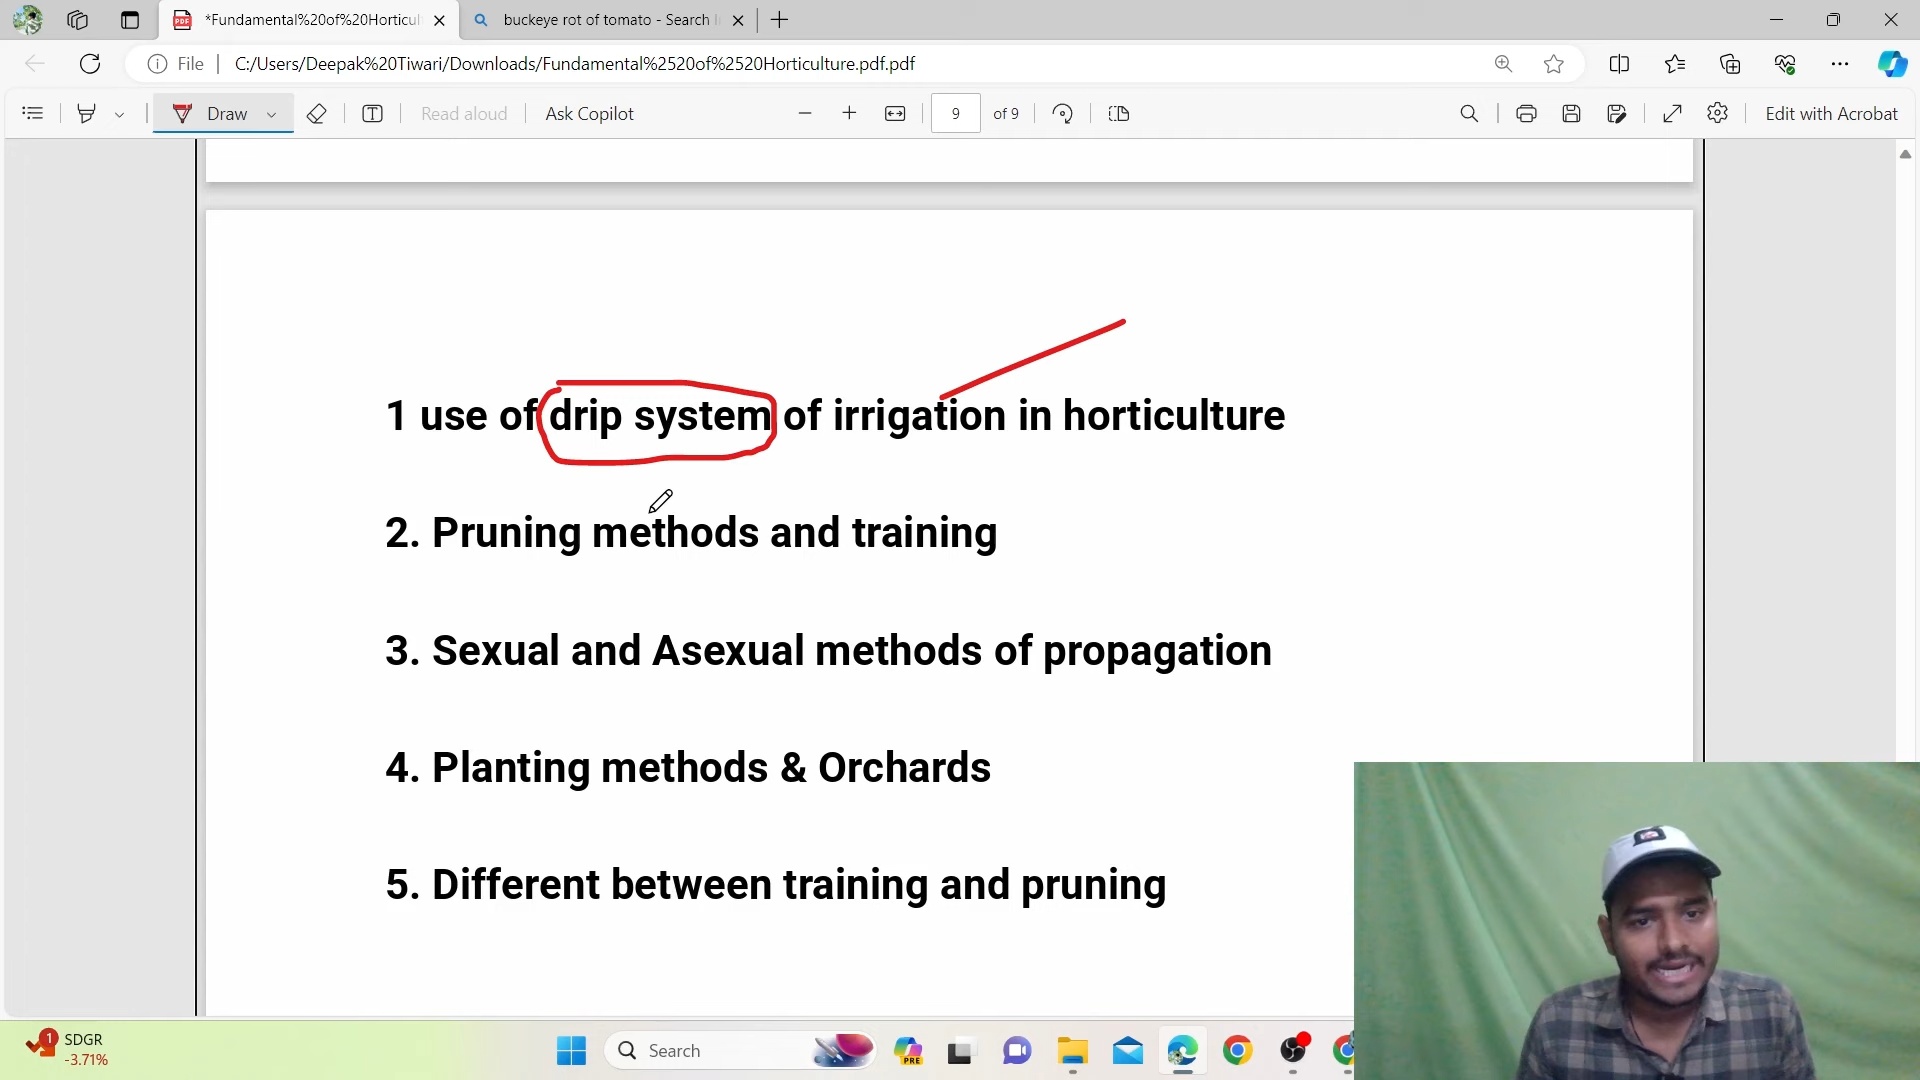 *Fundamental%20of%20Horticul
buckeye rot of tomato - Search
File
C:/Users/Deepak%20Tiwari/Downloads/Fundamental%2520of%2520Horticulture.pdf.pdf
Draw
Read aloud
Ask Copilot
9
of 9
Edit with Acrobat
1 use of drip system of irrigation in horticulture
2. Pruning methods and training
3. Sexual and Asexual methods of propagation
4. Planting methods & Orchards
5. Different between training and pruning
1
SDGR
-3.71%
Search
PRE